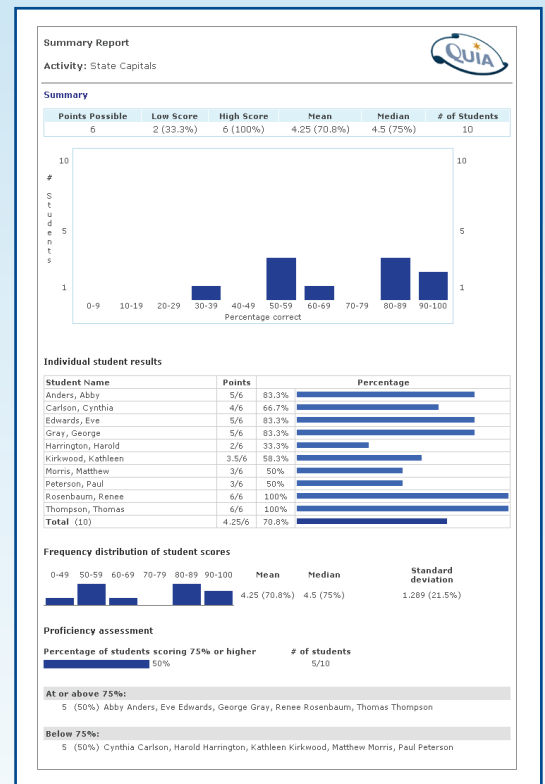 Summary Report
QUIA
Activity: State Capitals
Summary
Points Possible Low Score High Score Mean Median # of Students
6 2 (33.3%) 6 (100%) 4.25 (70.8%) 4.5 (75%) 10
10 10
# Students
5 5
1 1
0-9 10-19 20-29 30-39 40-49 50-59 60-69 70-79 80-89 90-100
Percentage correct
Individual student results
Student Name Points Percentage
Anders, Abby 5/6 83.3%
Carlson, Cynthia 4/6 66.7%
Edwards, Eve 5/6 83.3%
Gray, George 5/6 83.3%
Harrington, Harold 2/6 33.3%
Kirkwood, Kathleen 3.5/6 58.3%
Morris, Matthew 3/6 50%
Peterson, Paul 3/6 50%
Rosenbaum, Renee 6/6 100%
Thompson, Thomas 6/6 100%
Total (10) 4.25/6 70.8%
Frequency distribution of student scores
0-49 50-59 60-69 70-79 80-89 90-100 Mean Median Standard deviation
4.25 (70.8%) 4.5 (75%) 1.289 (21.5%)
Proficiency assessment
Percentage of students scoring 75% or higher # of students
50% 5/10
At or above 75%:
5 (50%) Abby Anders, Eve Edwards, George Gray, Renee Rosenbaum, Thomas Thompson
Below 75%:
5 (50%) Cynthia Carlson, Harold Harrington, Kathleen Kirkwood, Matthew Morris, Paul Peterson